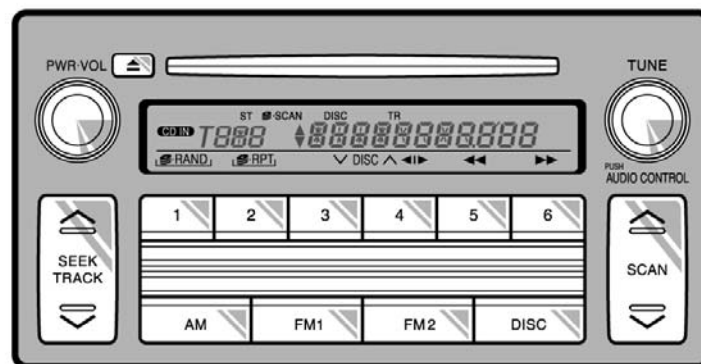 PWR·VOL
TUNE
ST SCAN DISC TR
CD IN T888
RAND RPT DISC
PUSH
AUDIO CONTROL
1 2 3 4 5 6
SEEK
TRACK
SCAN
AM FM1 FM2 DISC